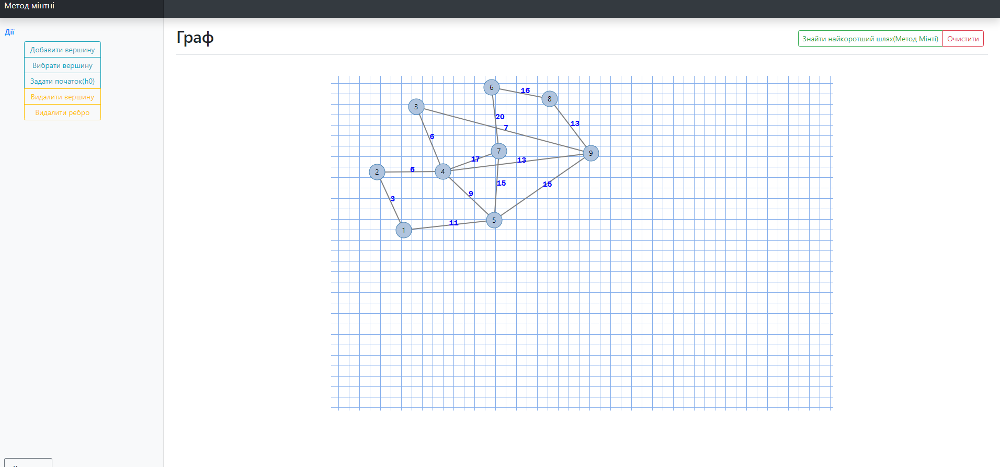 Метод мінтні
Дії
Добавити вершину
Вибрати вершину
Задати початок(h0)
Видалити вершину
Видалити ребро
Граф
Знайти найкоротший шлях(Метод Мінті)
Очистити
6
16
8
3
20
7
13
6
7
9
17
13
2
6
4
15
15
9
3
5
11
1